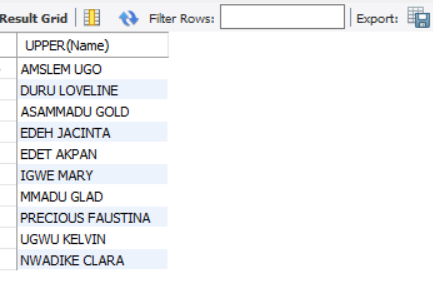 Result Grid Filter Rows: Export:
UPPER(Name)
AMSLEM UGO
DURU LOVELINE
ASAMMADU GOLD
EDEH JACINTA
EDET AKPAN
IGWE MARY
MMADU GLAD
PRECIOUS FAUSTINA
UGWU KELVIN
NWADIKE CLARA